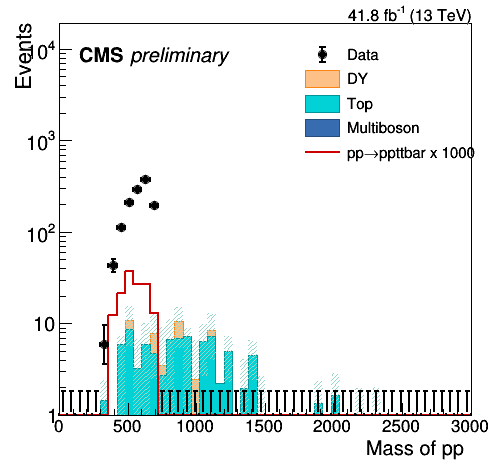 41.8 fb⁻¹ (13 TeV)
Events
CMS preliminary
Data
DY
Top
Multiboson
pp→ppttbar x 1000
10⁴
10³
10²
10
1
0 500 1000 1500 2000 2500 3000
Mass of pp